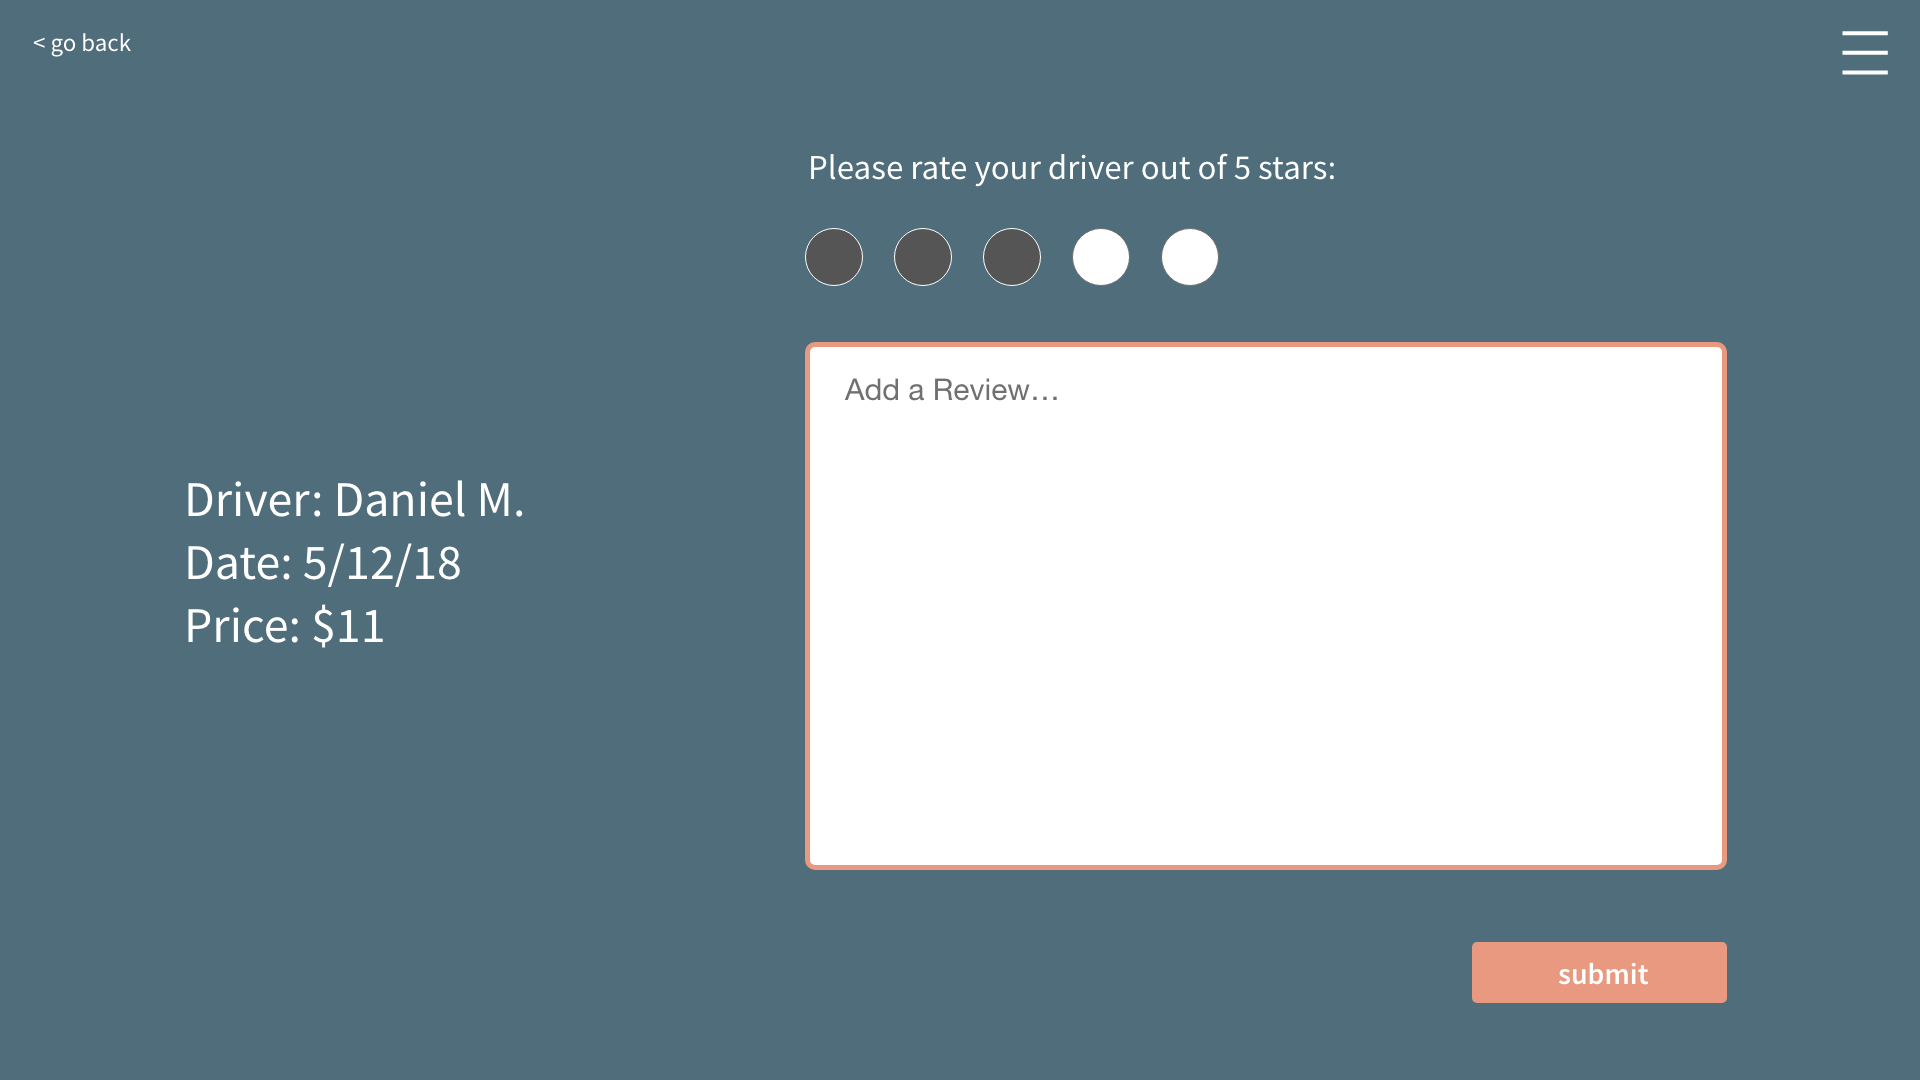 < go back
Please rate your driver out of 5 stars:
Add a Review...
Driver: Daniel M.
Date: 5/12/18
Price: $11
submit